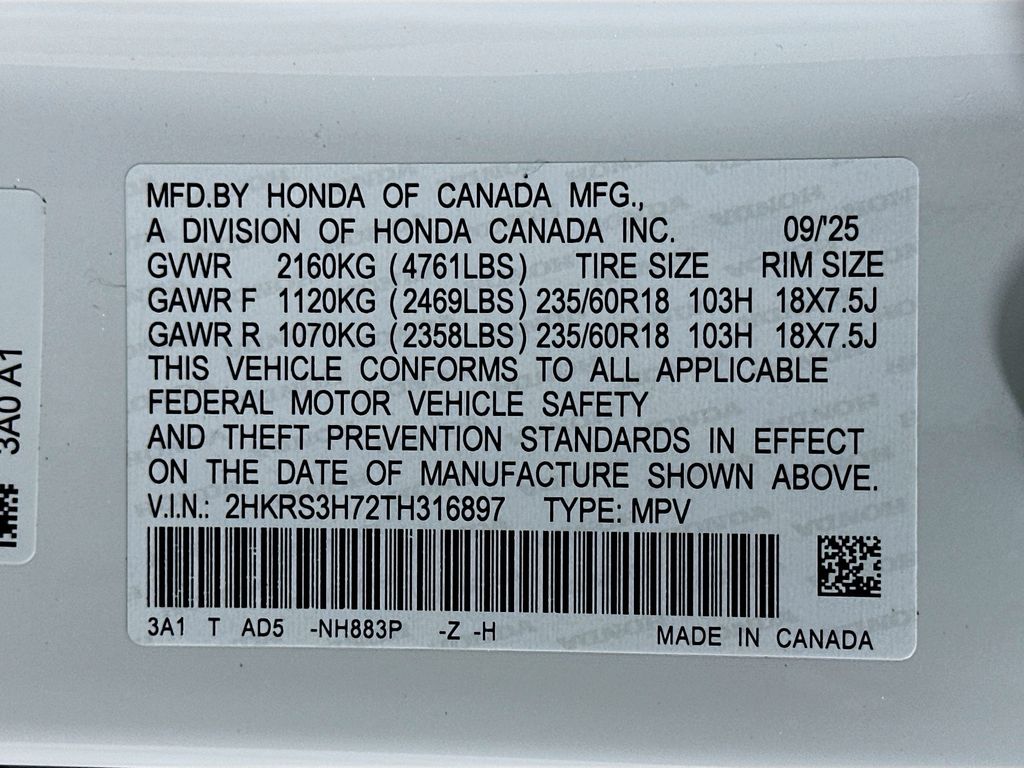 MFD.BY HONDA OF CANADA MFG.,
A DIVISION OF HONDA CANADA INC. 09/'25
GVWR 2160KG (4761LBS) TIRE SIZE RIM SIZE
GAWR F 1120KG (2469LBS) 235/60R18 103H 18X7.5J
GAWR R 1070KG (2358LBS) 235/60R18 103H 18X7.5J
THIS VEHICLE CONFORMS TO ALL APPLICABLE
FEDERAL MOTOR VEHICLE SAFETY
AND THEFT PREVENTION STANDARDS IN EFFECT
ON THE DATE OF MANUFACTURE SHOWN ABOVE.
V.I.N.: 2HKRS3H72TH316897 TYPE: MPV
3A1 T AD5 -NH883P -Z -H
MADE IN CANADA
3A0 A1